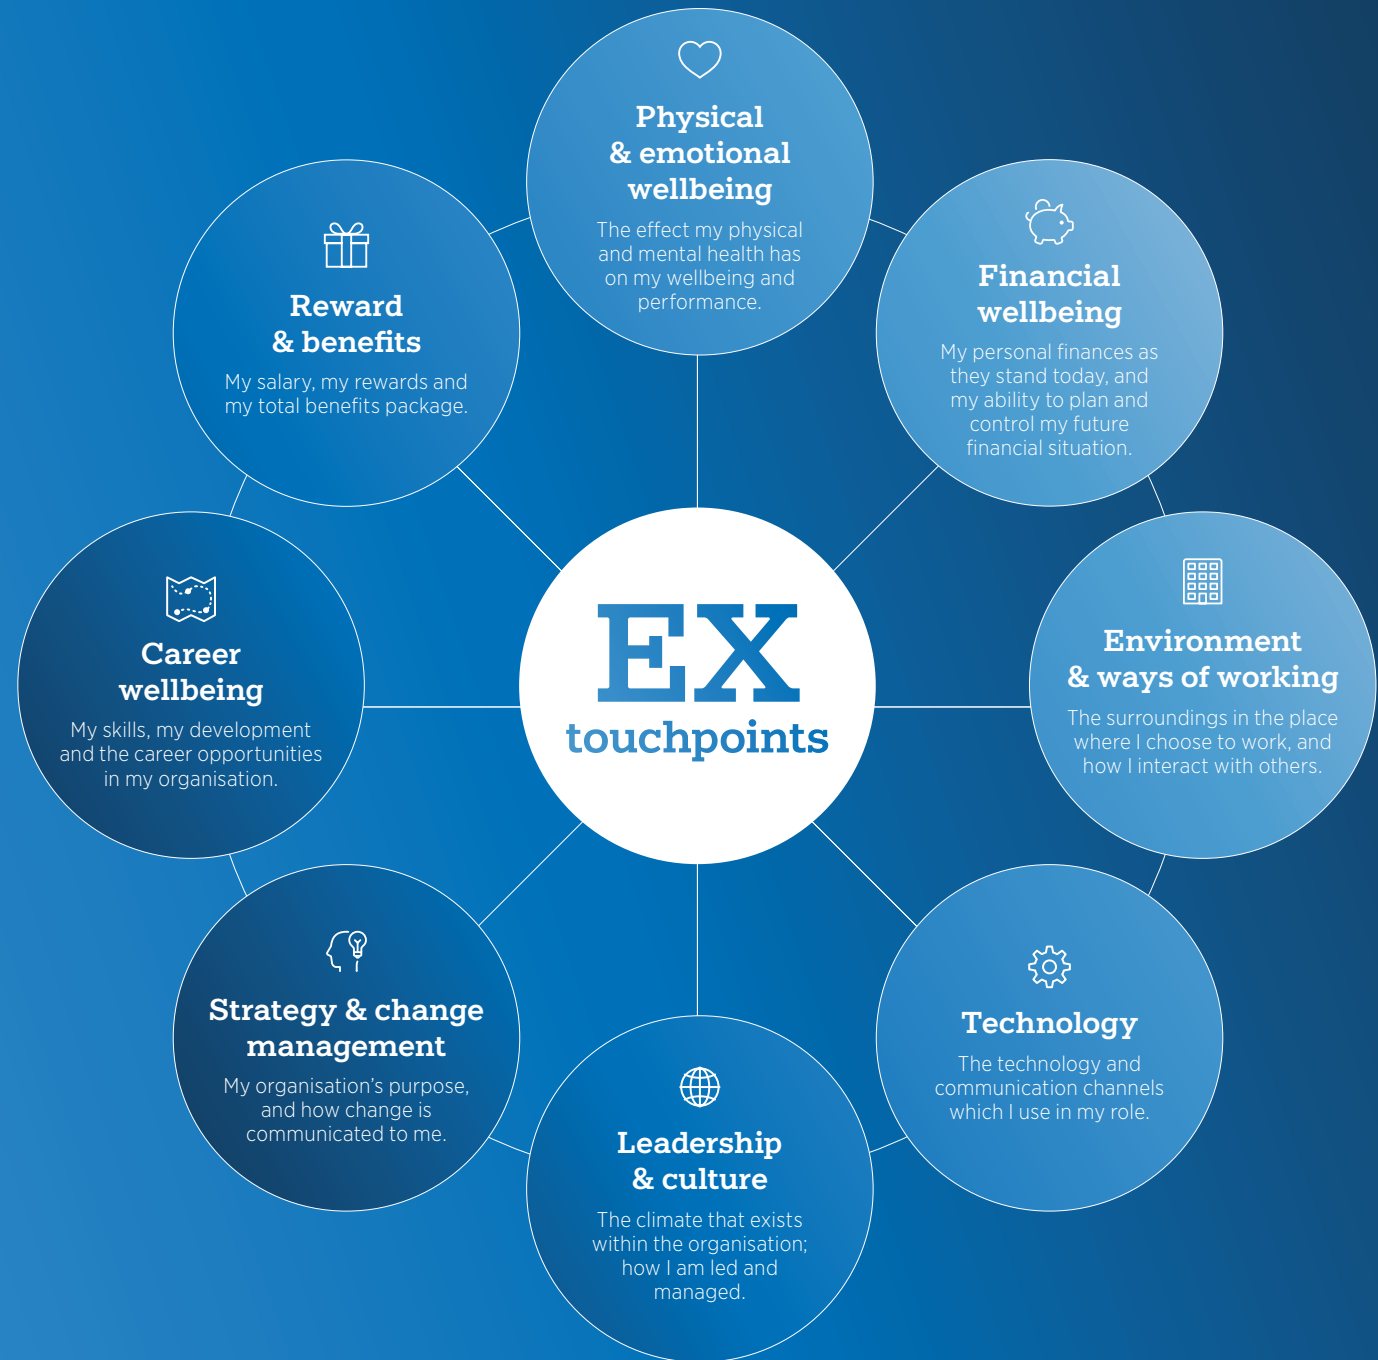 Physical
& emotional
wellbeing
The effect my physical
and mental health has
on my wellbeing and
performance.
Financial
wellbeing
My personal finances as
they stand today, and
my ability to plan and
control my future
financial situation.
Environment
& ways of working
The surroundings in the place
where I choose to work, and
how I interact with others.
Technology
The technology and
communication channels
which I use in my role.
Leadership
& culture
The climate that exists
within the organisation;
how I am led and
managed.
Strategy & change
management
My organisation’s purpose,
and how change is
communicated to me.
Career
wellbeing
My skills, my development
and the career opportunities
in my organisation.
Reward
& benefits
My salary, my rewards and
my total benefits package.
EX
touchpoints